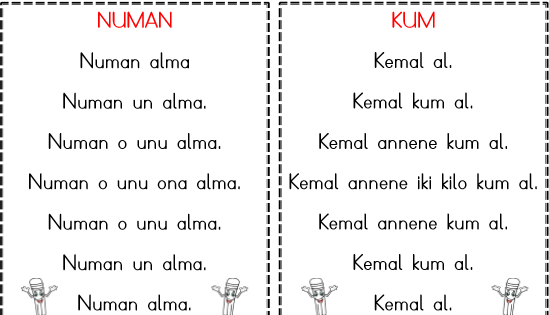 NUMAN
Numan alma
Numan un alma.
Numan o unu alma.
Numan o unu ona alma.
Numan o unu alma.
Numan un alma.
Numan alma.
KUM
Kemal al.
Kemal kum al.
Kemal annene kum al.
Kemal annene iki kilo kum al.
Kemal annene kum al.
Kemal kum al.
Kemal al.